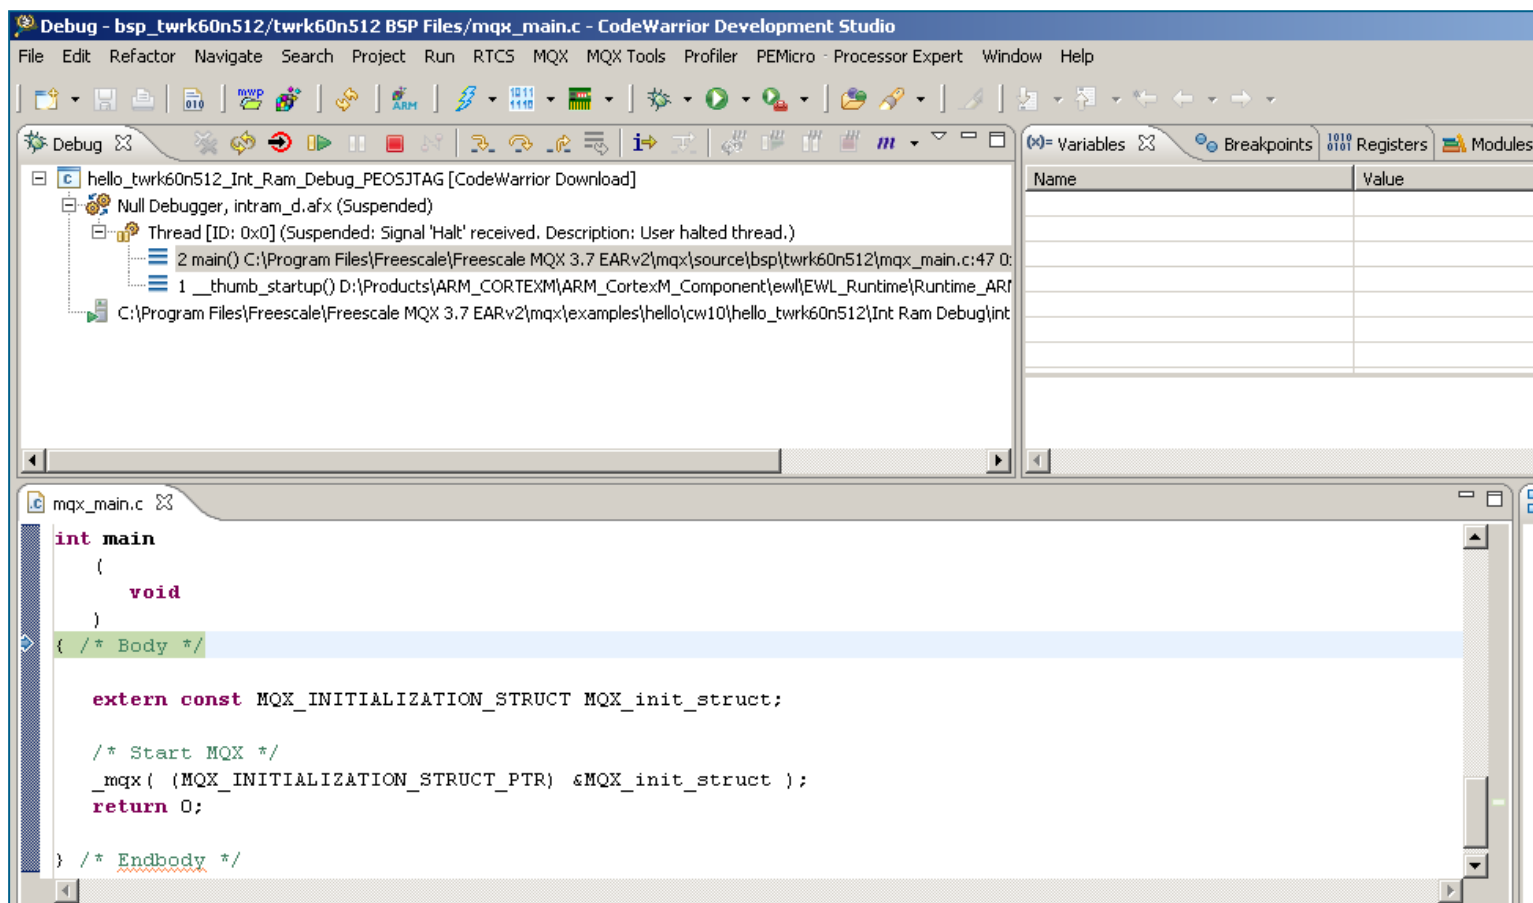 Debug - bsp_twrk60n512/twrk60n512 BSP Files/mqx_main.c - CodeWarrior Development Studio
File Edit Refactor Navigate Search Project Run RTCS MQX MQX Tools Profiler PEMicro Processor Expert Window Help
Debug
(x)= Variables Breakpoints Registers Modules
hello_twrk60n512_Int_Ram_Debug_PEOSJTAG [CodeWarrior Download]
Name Value
Null Debugger, intram_d.afx (Suspended)
Thread [ID: 0x0] (Suspended: Signal 'Halt' received. Description: User halted thread.)
2 main() C:\Program Files\Freescale\Freescale MQX 3.7 EARv2\mqx\source\bsp\twrk60n512\mqx_main.c:47 0
1 __thumb_startup() D:\Products\ARM_CORTEXM\ARM_CortexM_Component\ewl\EWL_Runtime\Runtime_ARM
C:\Program Files\Freescale\Freescale MQX 3.7 EARv2\mqx\examples\hello\cw10\hello_twrk60n512\Int Ram Debug\int
mqx_main.c
int main
(
void
)
{ /* Body */
extern const MQX_INITIALIZATION_STRUCT MQX_init_struct;
/* Start MQX */
_mqx( (MQX_INITIALIZATION_STRUCT_PTR) &MQX_init_struct );
return 0;
} /* Endbody */